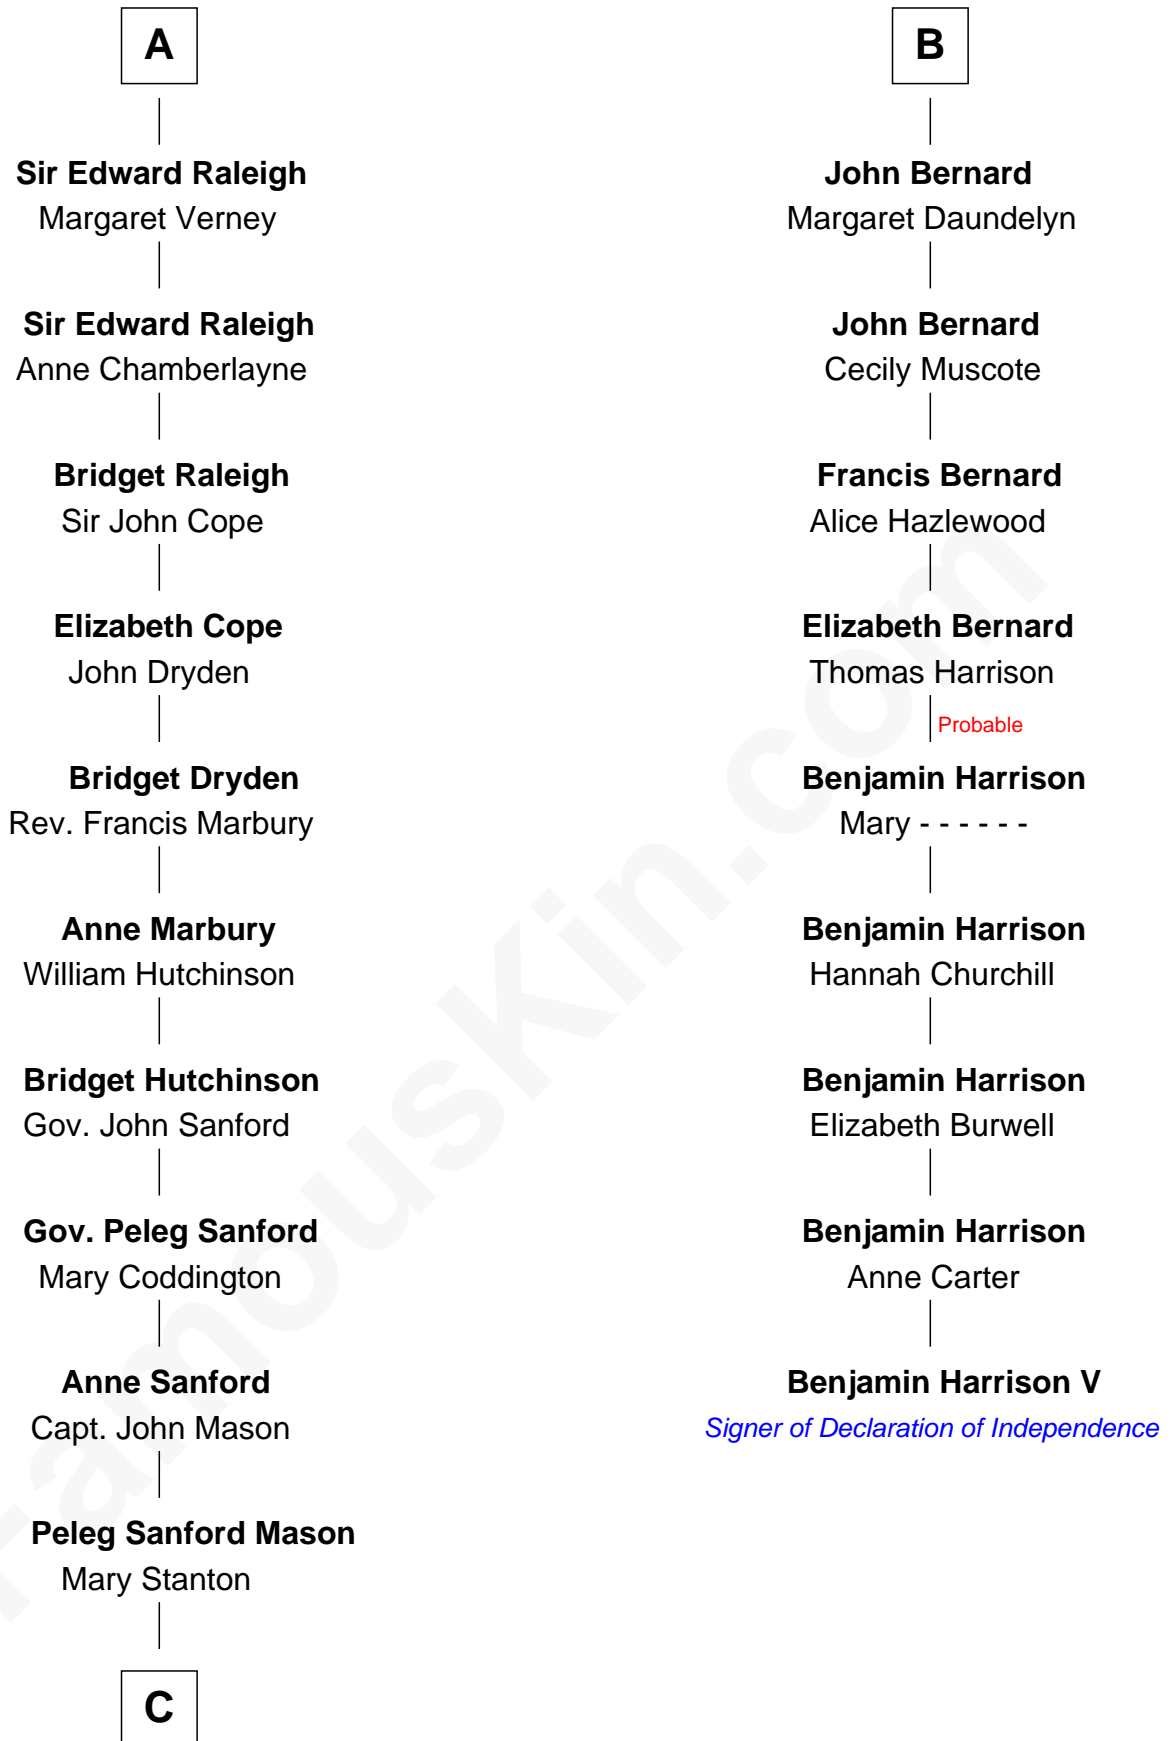 A
Sir Edward Raleigh
Margaret Verney
Sir Edward Raleigh
Anne Chamberlayne
Bridget Raleigh
Sir John Cope
Elizabeth Cope
John Dryden
Bridget Dryden
Rev. Francis Marbury
Anne Marbury
William Hutchinson
Bridget Hutchinson
Gov. John Sanford
Gov. Peleg Sanford
Mary Coddington
Anne Sanford
Capt. John Mason
Peleg Sanford Mason
Mary Stanton
C
B
John Bernard
Margaret Daundelyn
John Bernard
Cecily Muscote
Francis Bernard
Alice Hazlewood
Elizabeth Bernard
Thomas Harrison
Probable
Benjamin Harrison
Mary - - - - - -
Benjamin Harrison
Hannah Churchill
Benjamin Harrison
Elizabeth Burwell
Benjamin Harrison
Anne Carter
Benjamin Harrison V
Signer of Declaration of Independence
FamousKin.com